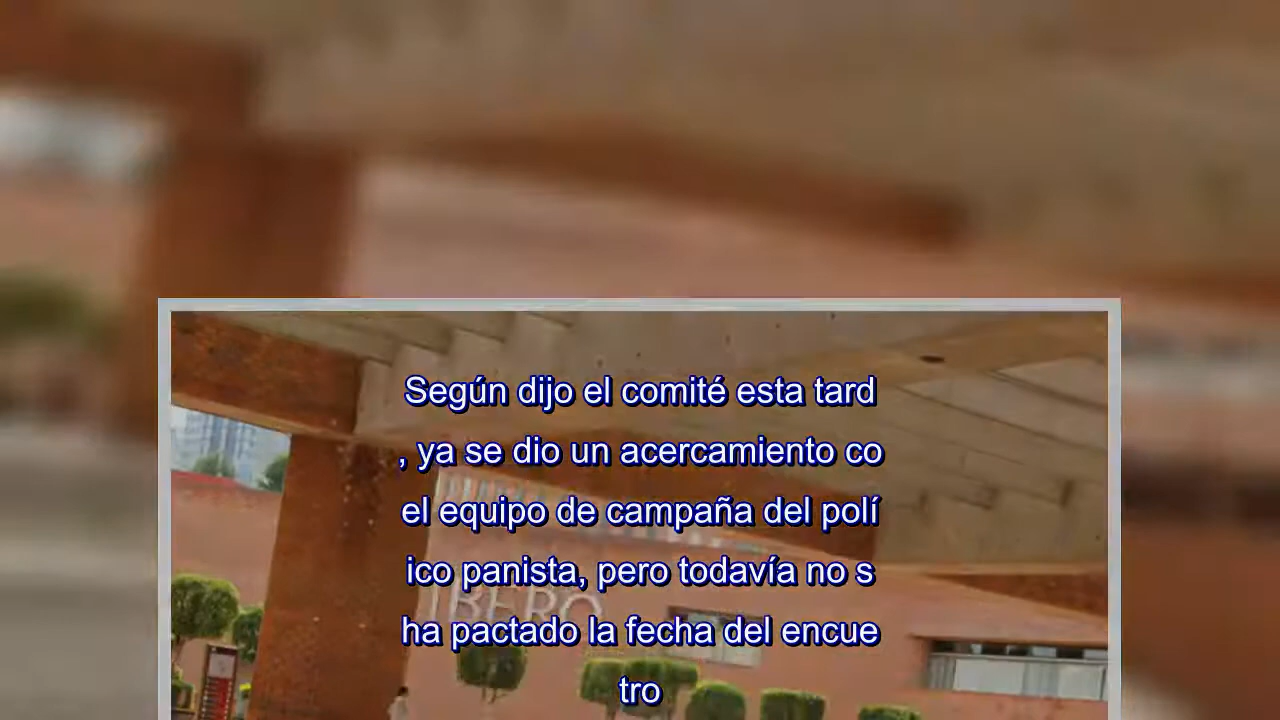 Según dijo el comité esta tard
, ya se dio un acercamiento co
el equipo de campaña del polí
ico panista, pero todavía no s
ha pactado la fecha del encue
tro
IBERO